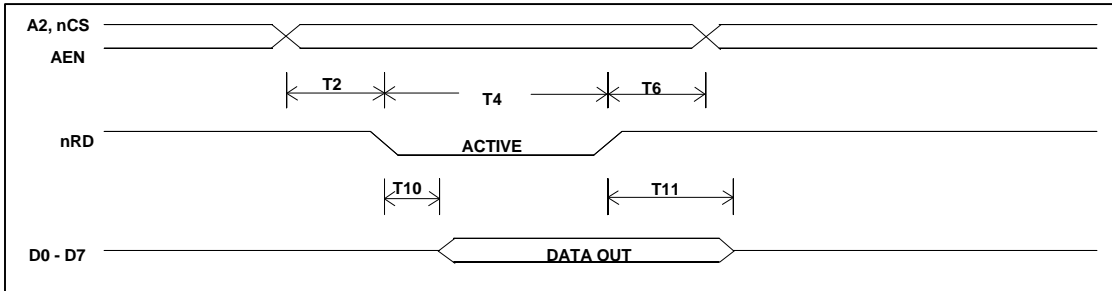 A2, nCS
AEN
T2
T4
T6
nRD
ACTIVE
T10
T11
D0 - D7
DATA OUT